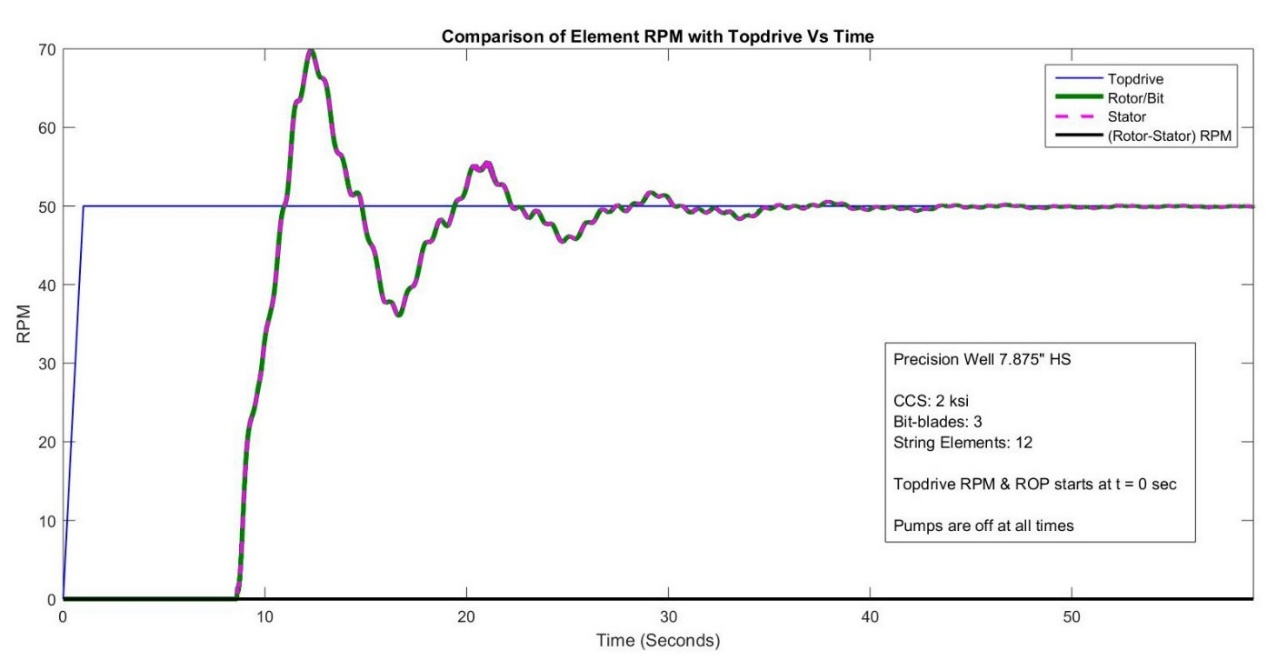 Comparison of Element RPM with Topdrive Vs Time
70
60
50
40
30
20
10
0
RPM
0 10 20 30 40 50
Time (Seconds)
Topdrive
Rotor/Bit
Stator
(Rotor-Stator) RPM
Precision Well 7.875" HS
CCS: 2 ksi
Bit-blades: 3
String Elements: 12
Topdrive RPM & ROP starts at t = 0 sec
Pumps are off at all times